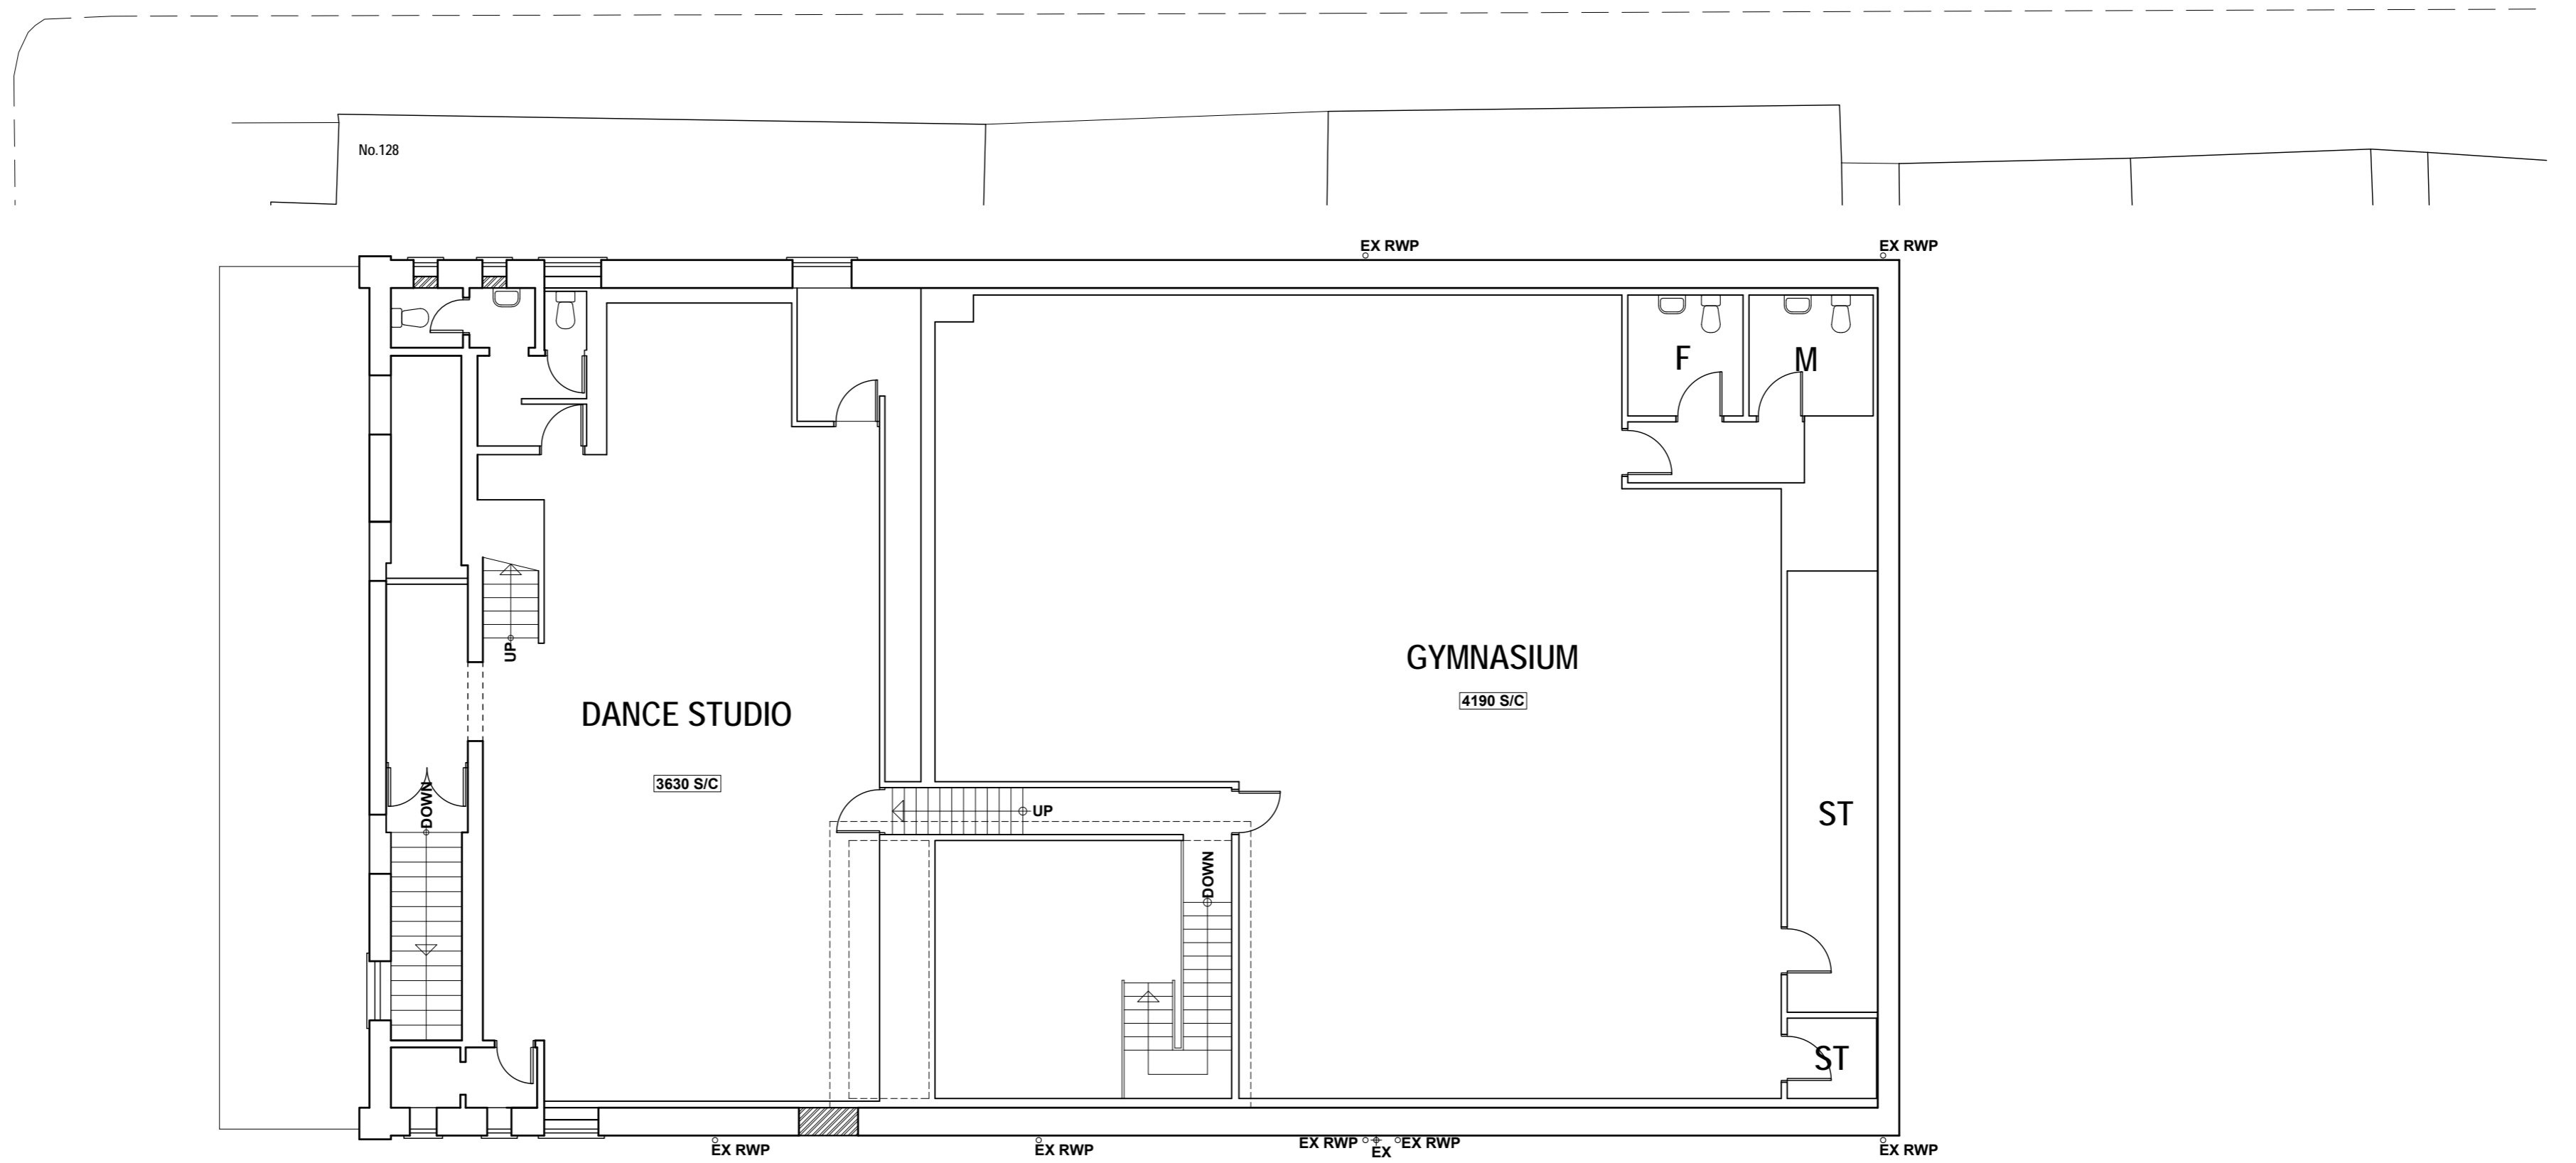 No.128
EX RWP
EX RWP
F
M
UP
GYMNASIUM
4190 S/C
DANCE STUDIO
3630 S/C
DOWN
UP
ST
DOWN
ST
EX RWP
EX RWP
EX RWP
EX
EX RWP
EX RWP